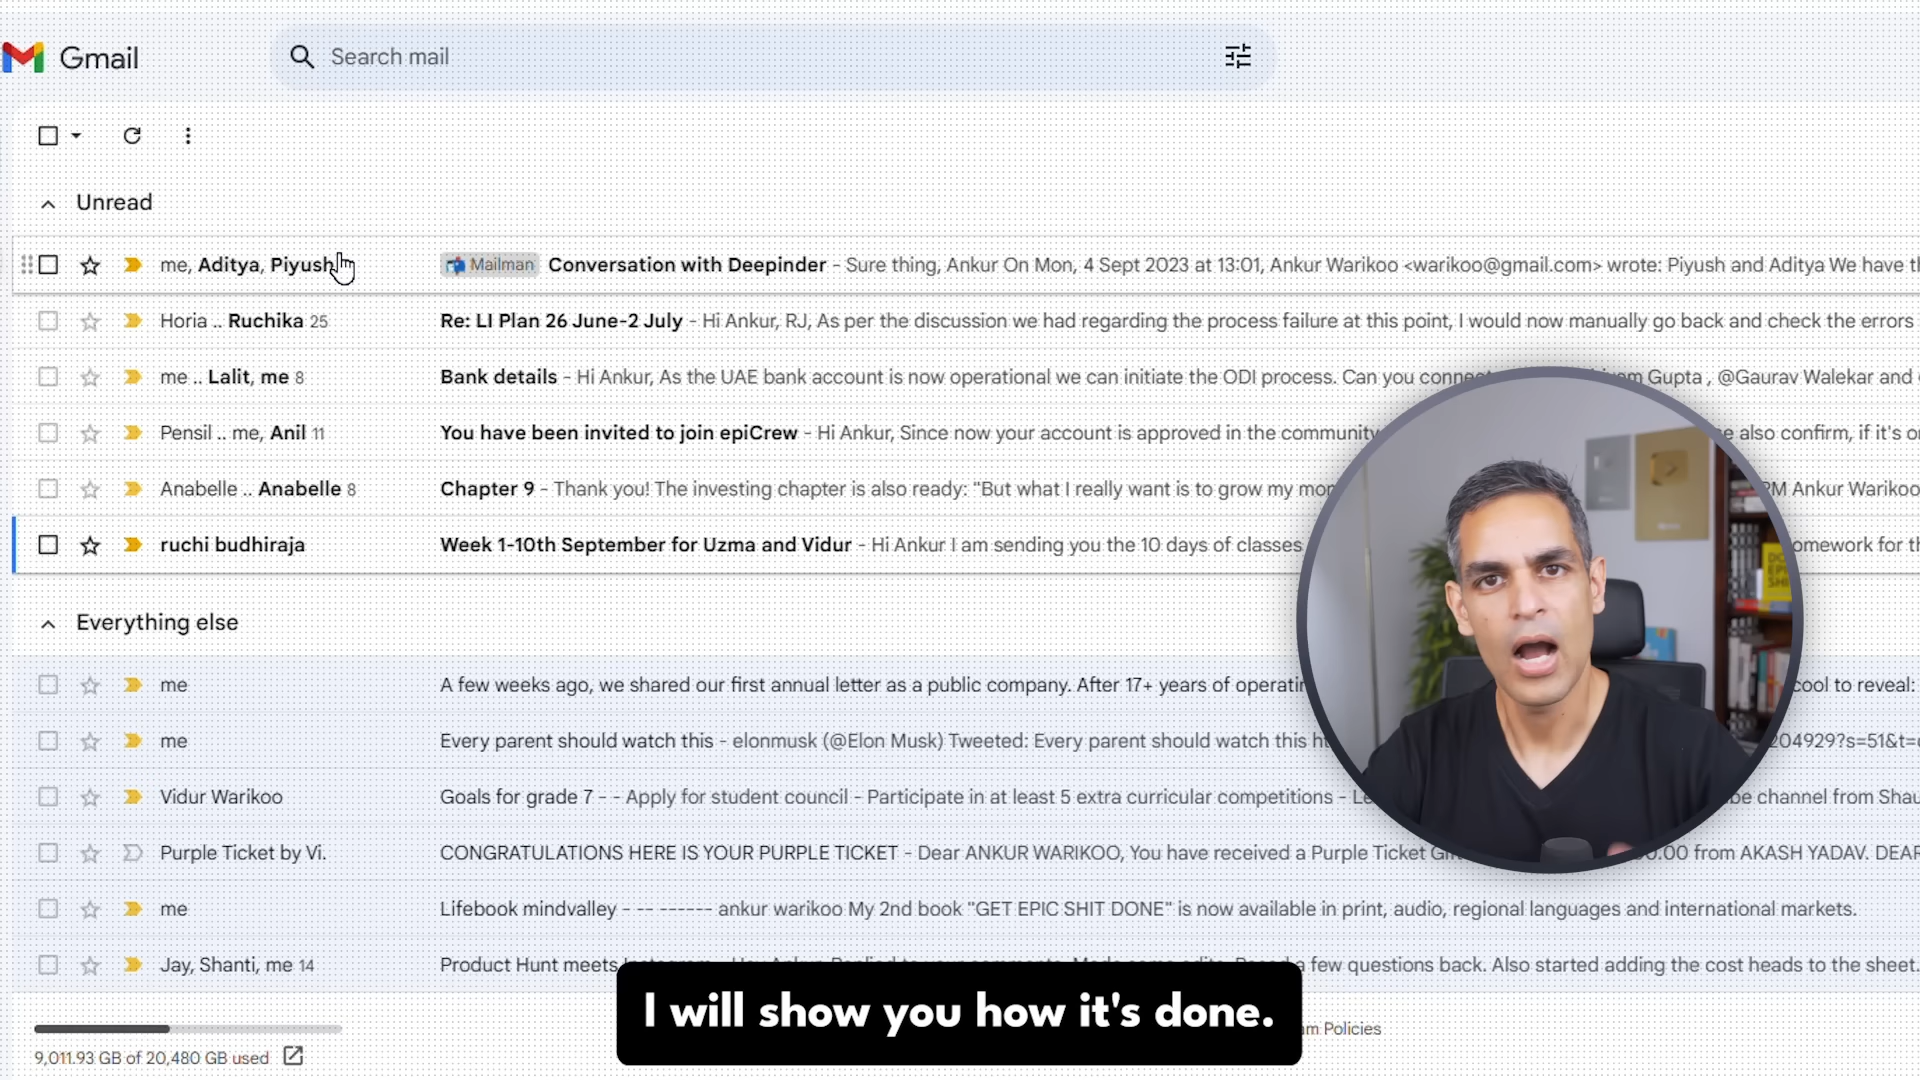 Gmail
Search mail
Unread
me, Aditya, Piyush Mailman Conversation with Deepinder - Sure thing, Ankur On Mon, 4 Sept 2023 at 13:01, Ankur Warikoo <warikoo@gmail.com> wrote: Piyush and Aditya We have
Horia .. Ruchika 25 Re: LI Plan 26 June-2 July - Hi Ankur, RJ, As per the discussion we had regarding the process failure at this point, I would now manually go back and check the errors
me .. Lalit, me 8 Bank details - Hi Ankur, As the UAE bank account is now operational we can initiate the ODI process. Can you Gupta , @Gaurav Walekar and
Pensil .. me, Anil 11 You have been invited to join epiCrew - Hi Ankur, Since now your account is approved in the community also confirm, if it's
Anabelle .. Anabelle 8 Chapter 9 - Thank you! The investing chapter is also ready: "But what I really want is to grow my Ankur Warikoo
ruchi budhiraja Week 1-10th September for Uzma and Vidur - Hi Ankur I am sending you the 10 days of classes for
Everything else
me A few weeks ago, we shared our first annual letter as a public company. After 17+ years of cool to reveal:
me Every parent should watch this - elonmusk (@Elon Musk) Tweeted: Every parent should watch this
Vidur Warikoo Goals for grade 7 - - Apply for student council - Participate in at least 5 extra curricular competitions - channel from
Purple Ticket by Vi. CONGRATULATIONS HERE IS YOUR PURPLE TICKET - Dear ANKUR WARIKOO, You have received a Purple Ticket from AKASH YADAV.
me Lifebook mindvalley - -- ------ ankur warikoo My 2nd book "GET EPIC SHIT DONE" is now available in print, audio, regional languages and international markets.
Jay, Shanti, me 14 Product Hunt meets a few questions back. Also started adding the cost heads to the sheet.
I will show you how it's done.
Policies
9,011.93 GB of 20,480 GB used